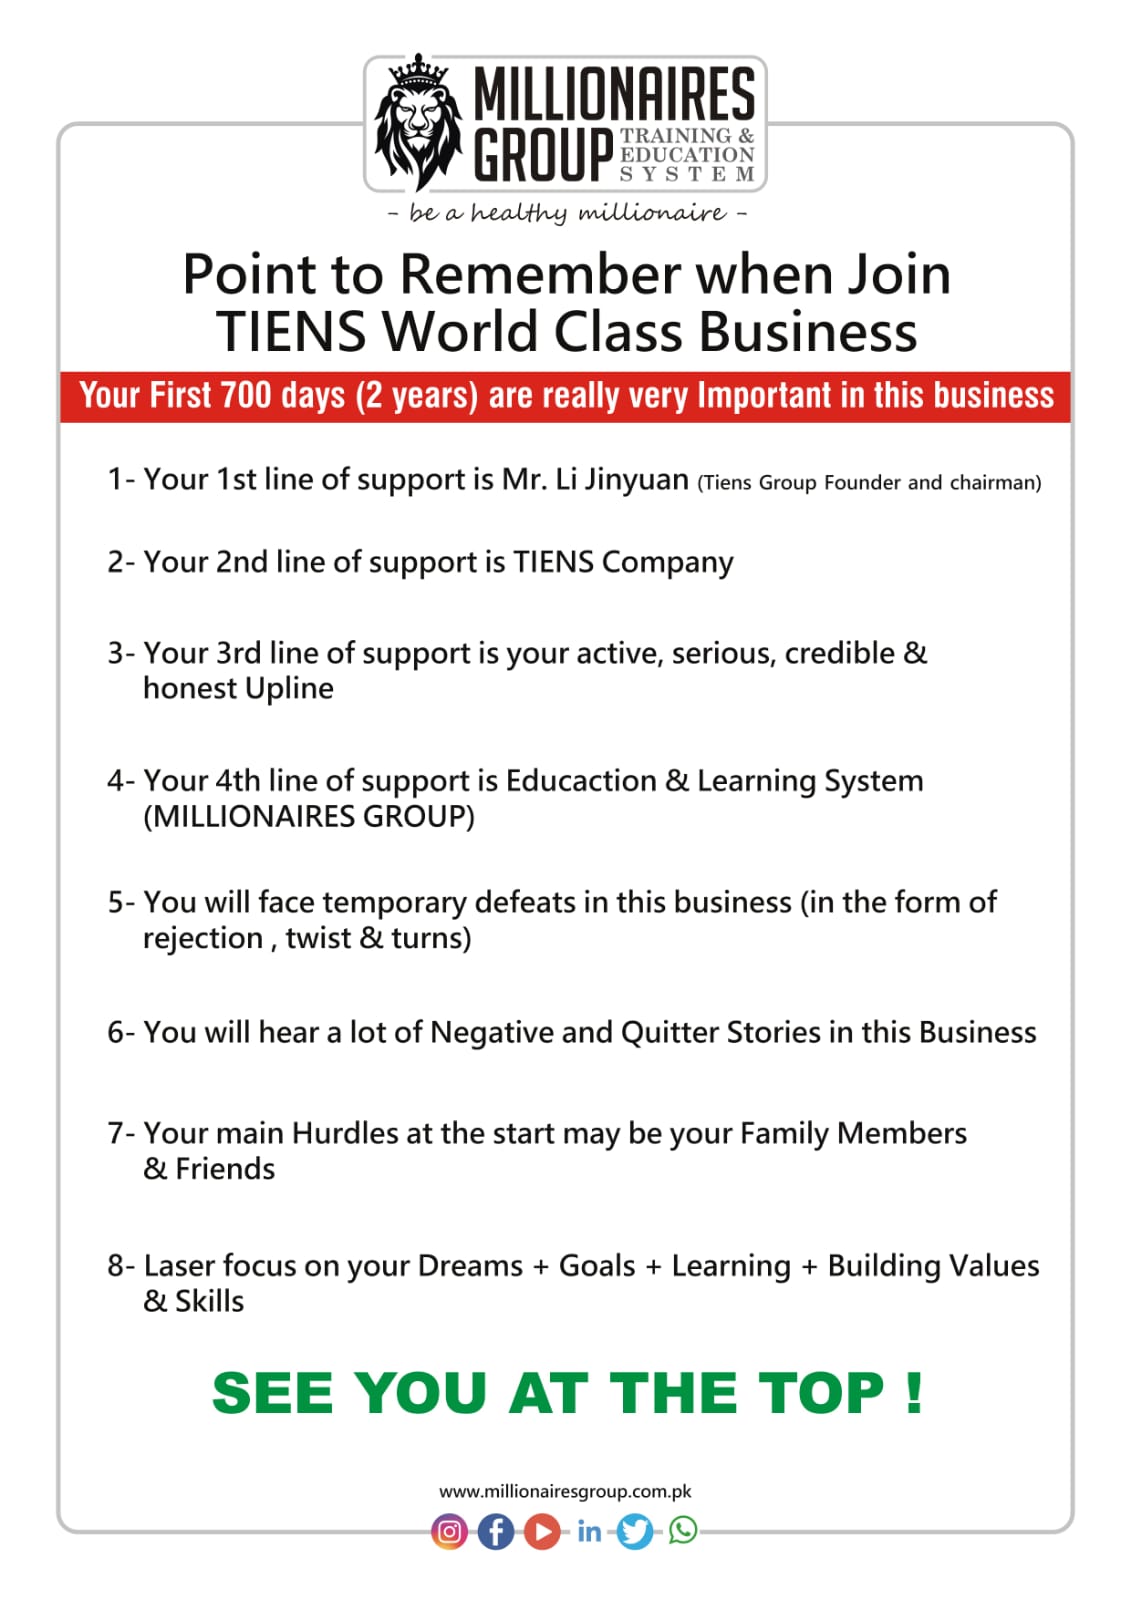 MILLIONAIRES
GROUP TRAINING &
EDUCATION
SYSTEM
- be a healthy millionaire -
Point to Remember when Join
TIENS World Class Business
Your First 700 days (2 years) are really very Important in this business
1- Your 1st line of support is Mr. Li Jinyuan (Tiens Group Founder and chairman)
2- Your 2nd line of support is TIENS Company
3- Your 3rd line of support is your active, serious, credible &
honest Upline
4- Your 4th line of support is Educaction & Learning System
(MILLIONAIRES GROUP)
5- You will face temporary defeats in this business (in the form of
rejection , twist & turns)
6- You will hear a lot of Negative and Quitter Stories in this Business
7- Your main Hurdles at the start may be your Family Members
& Friends
8- Laser focus on your Dreams + Goals + Learning + Building Values
& Skills
SEE YOU AT THE TOP !
www.millionairesgroup.com.pk